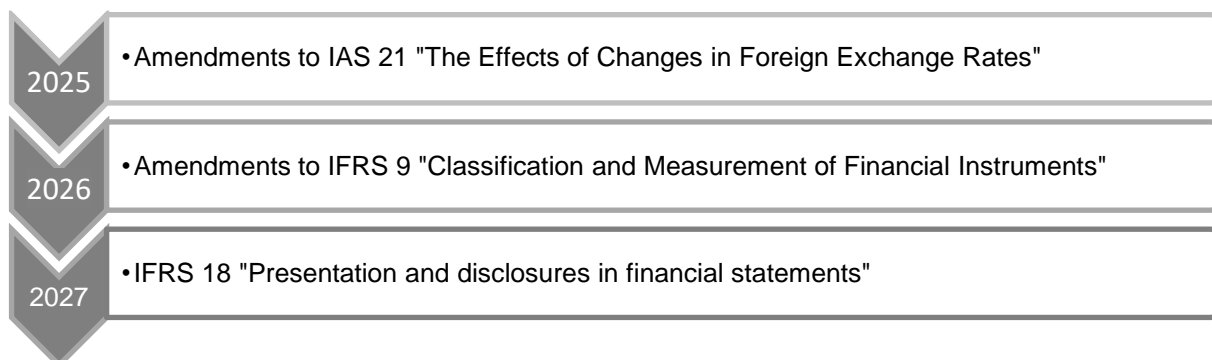 2025
•Amendments to IAS 21 "The Effects of Changes in Foreign Exchange Rates"
2026
•Amendments to IFRS 9 "Classification and Measurement of Financial Instruments"
2027
•IFRS 18 "Presentation and disclosures in financial statements"